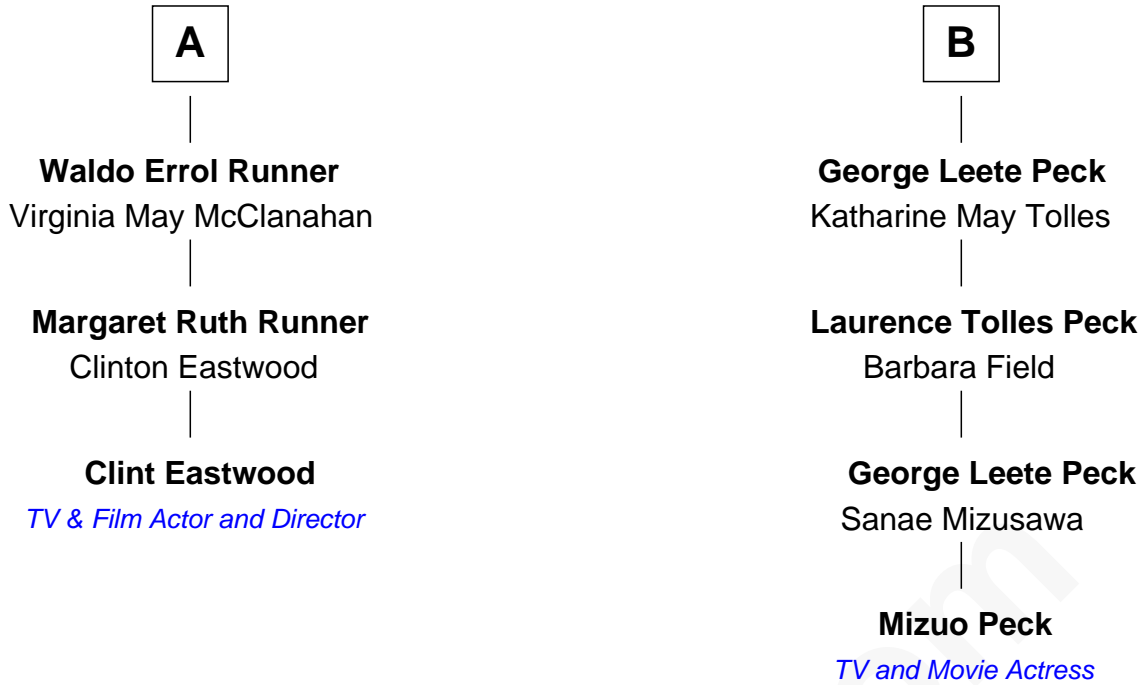 A
Waldo Errol Runner
Virginia May McClanahan
Margaret Ruth Runner
Clinton Eastwood
Clint Eastwood
TV & Film Actor and Director
B
George Leete Peck
Katharine May Tolles
Laurence Tolles Peck
Barbara Field
George Leete Peck
Sanae Mizusawa
Mizuo Peck
TV and Movie Actress